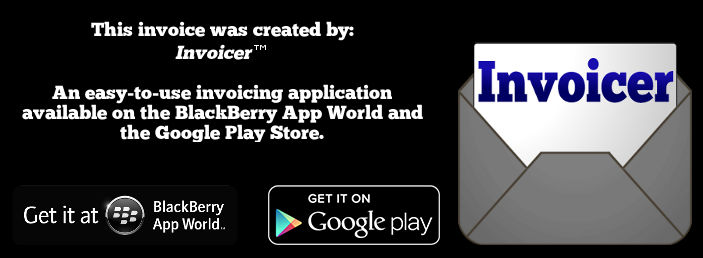 This invoice was created by:
Invoicer™
An easy-to-use invoicing application
available on the BlackBerry App World and
the Google Play Store.
Invoicer
Get it at BlackBerry
App World..
GET IT ON
Google play